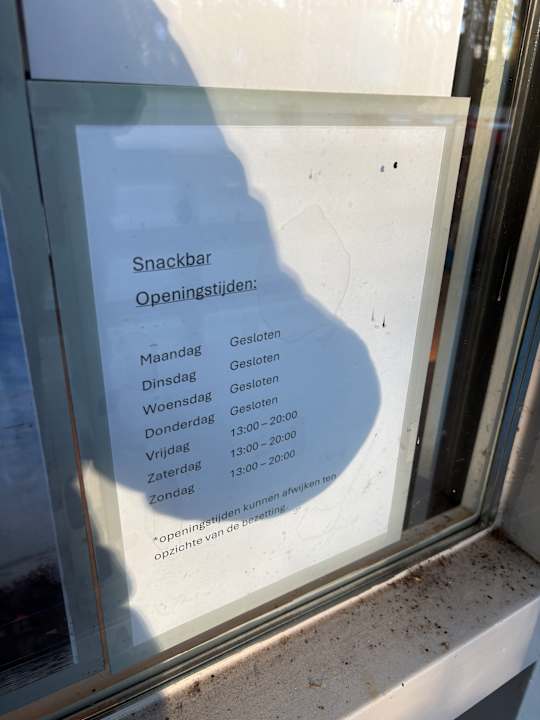 Snackbar
Openingstijden:
Maandag Gesloten
Dinsdag Gesloten
Woensdag Gesloten
Donderdag Gesloten
Vrijdag 13:00 – 20:00
Zaterdag 13:00 – 20:00
Zondag 13:00 – 20:00
*openingstijden kunnen afwijken ten
opzichte van de bezetting.